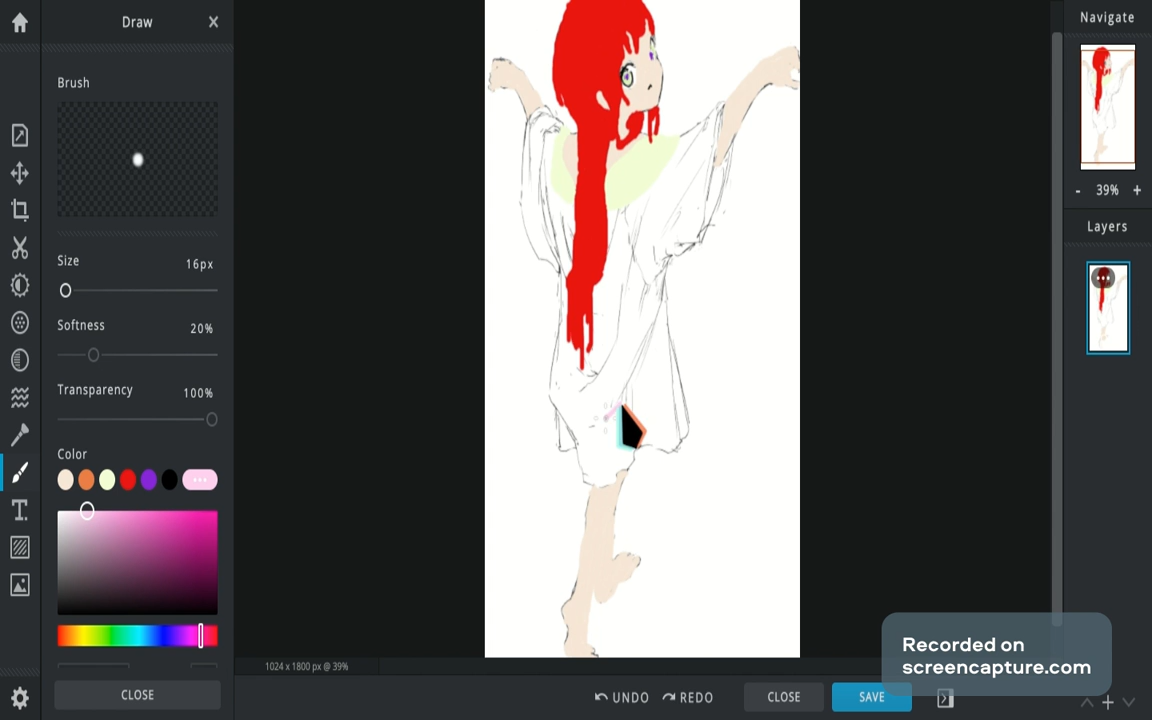 Draw
Brush
Size
16px
Softness
20%
Transparency
100%
Color
CLOSE
1024 x 1800 px @ 39%
UNDO
REDO
CLOSE
SAVE
Navigate
- 39% +
Layers
Recorded on
screencapture.com